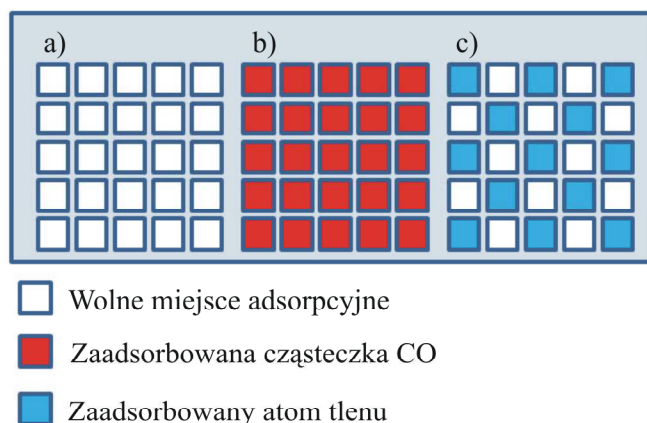 a) b) c)
Wolne miejsce adsorpcyjne
Zaadsorbowana cząsteczka CO
Zaadsorbowany atom tlenu